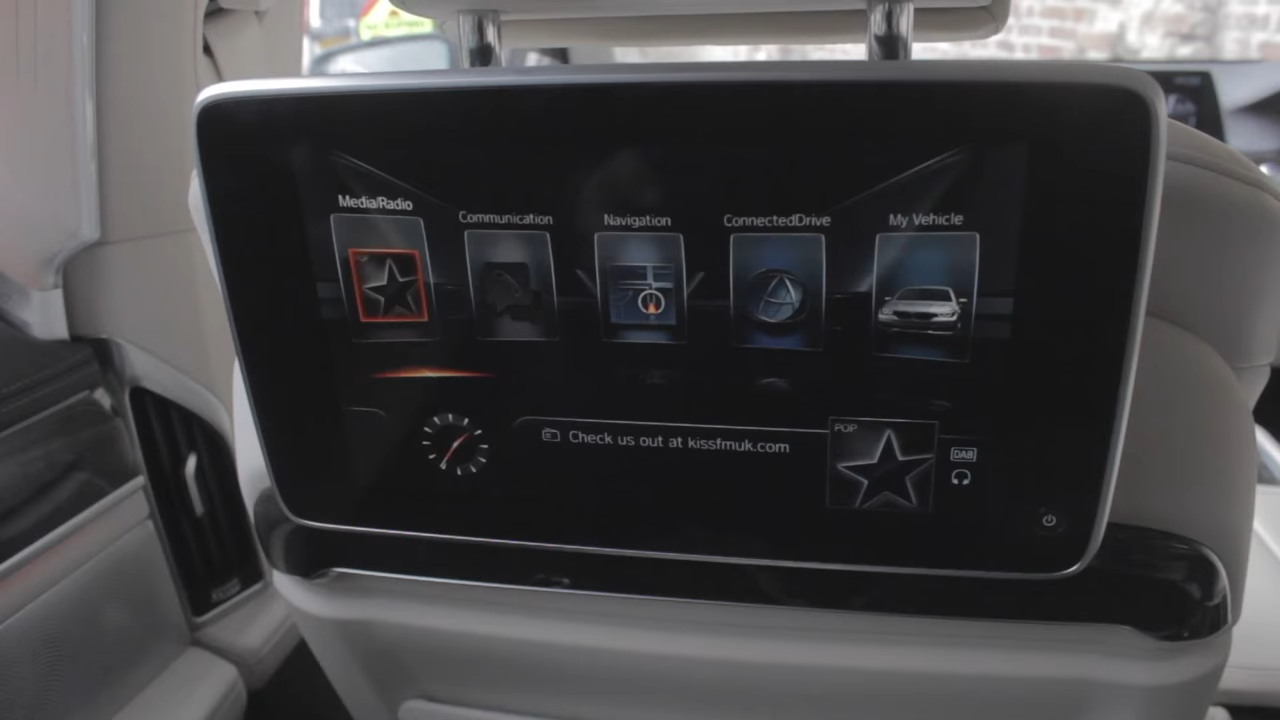 Media/Radio
Communication
Navigation
ConnectedDrive
My Vehicle
Check us out at kissfmuk.com
POP
DAB